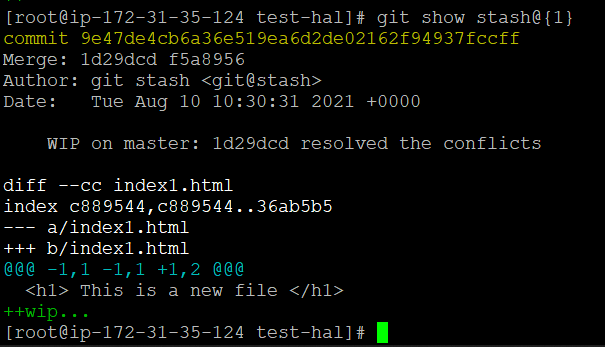 [root@ip-172-31-35-124 test-hal]# git show stash@{1}
commit 9e47de4cb6a36e519ea6d2de02162f94937fccff
Merge: 1d29dcd f5a8956
Author: git stash <git@stash>
Date:   Tue Aug 10 10:30:31 2021 +0000

    WIP on master: 1d29dcd resolved the conflicts

diff --cc index1.html
index c889544,c889544..36ab5b5
--- a/index1.html
+++ b/index1.html
@@@ -1,1 -1,1 +1,2 @@@
  <h1> This is a new file </h1>
++wip...
[root@ip-172-31-35-124 test-hal]#